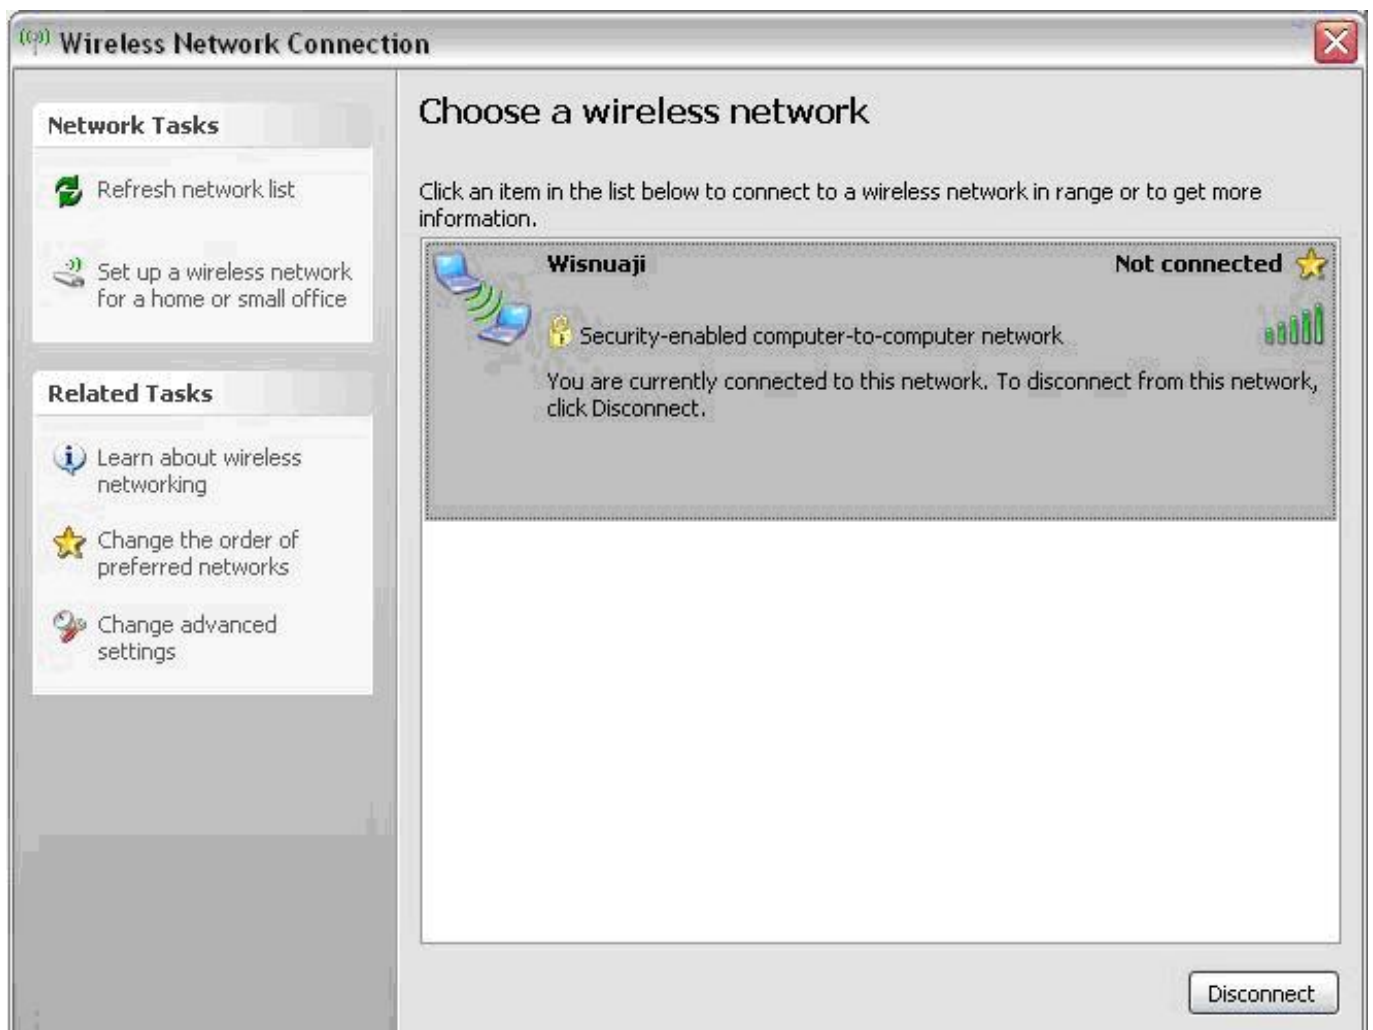 Wireless Network Connection
Network Tasks
Refresh network list
Set up a wireless network
for a home or small office
Related Tasks
Learn about wireless
networking
Change the order of
preferred networks
Change advanced
settings
Choose a wireless network
Click an item in the list below to connect to a wireless network in range or to get more
information.
Wisnuaji Not connected
Security-enabled computer-to-computer network
You are currently connected to this network. To disconnect from this network,
click Disconnect.
Disconnect